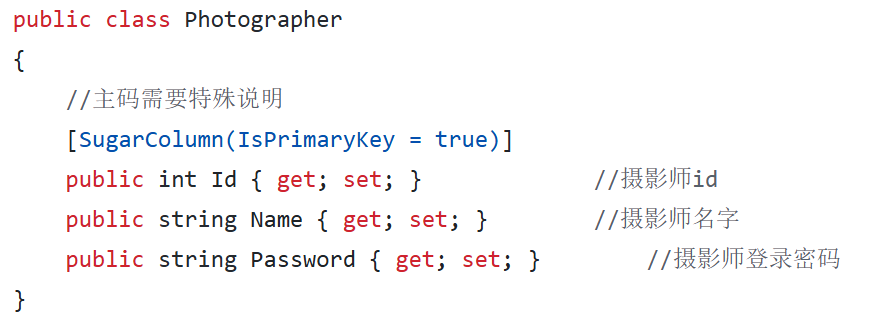 public class Photographer
{
    //主码需要特殊说明
    [SugarColumn(IsPrimaryKey = true)]
    public int Id { get; set; }             //摄影师id
    public string Name { get; set; }        //摄影师名字
    public string Password { get; set; }        //摄影师登录密码
}